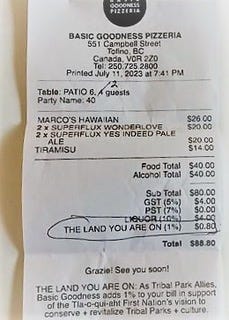 BASIC GOODNESS
PIZZERIA
BASIC GOODNESS PIZZERIA
551 Campbell Street
Tofino, BC
Canada, V0R 2Z0
Tel: 250.725.2800
Printed July 11, 2023 at 7:41 PM
2
Table: PATIO 6, guests
Party Name: 40
MARCO'S HAWAIIAN $26.00
2 x SUPERFLUX WONDERLOVE $20.00
2 x SUPERFLUX YES INDEED PALE
ALE $20.00
TIRAMISU $14.00
Food Total $40.00
Alcohol Total $40.00
Sub Total $80.00
GST (5%) $4.00
PST (7%) $0.00
LIQUOR (10%) $4.00
THE LAND YOU ARE ON (1%) $0.80
Total $88.80
Grazie! See you soon!
THE LAND YOU ARE ON: As Tribal Park Allies,
Basic Goodness adds 1% to your bill in support
of the Tla-o-qui-aht First Nation's vision to
conserve + revitalize Tribal Parks + culture.